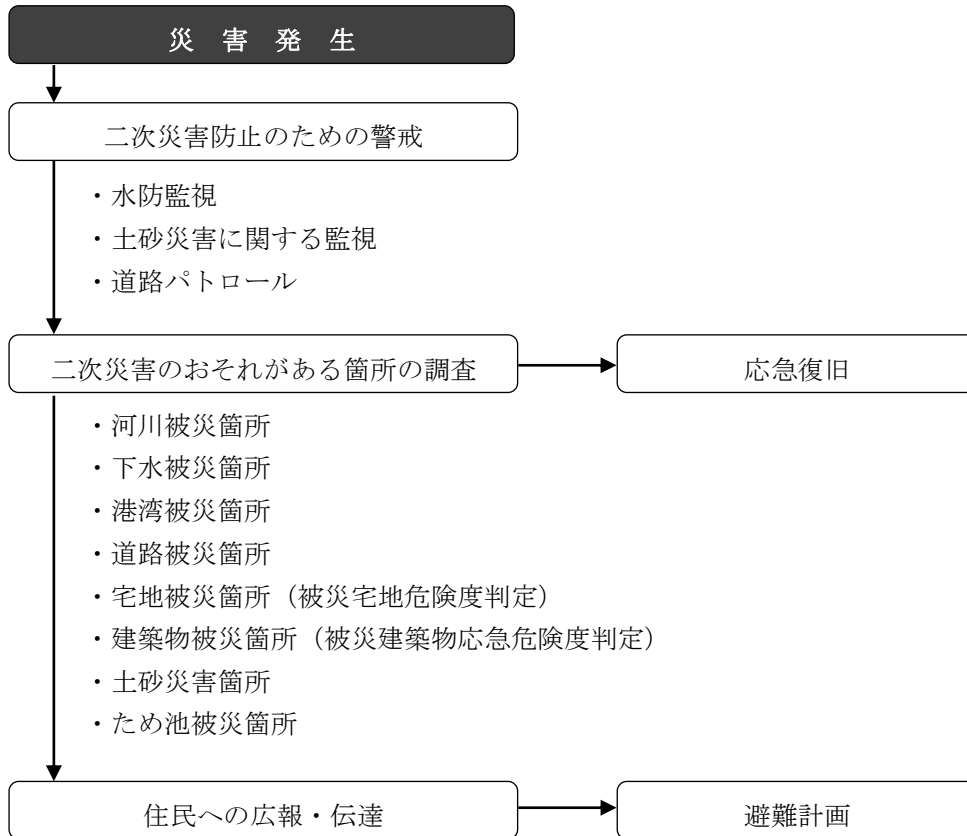 災 害 発 生
二次災害防止のための警戒
・水防監視
・土砂災害に関する監視
・道路パトロール
二次災害のおそれがある箇所の調査
応急復旧
・河川被災箇所
・下水被災箇所
・港湾被災箇所
・道路被災箇所
・宅地被災箇所（被災宅地危険度判定）
・建築物被災箇所（被災建築物応急危険度判定）
・土砂災害箇所
・ため池被災箇所
住民への広報・伝達
避難計画